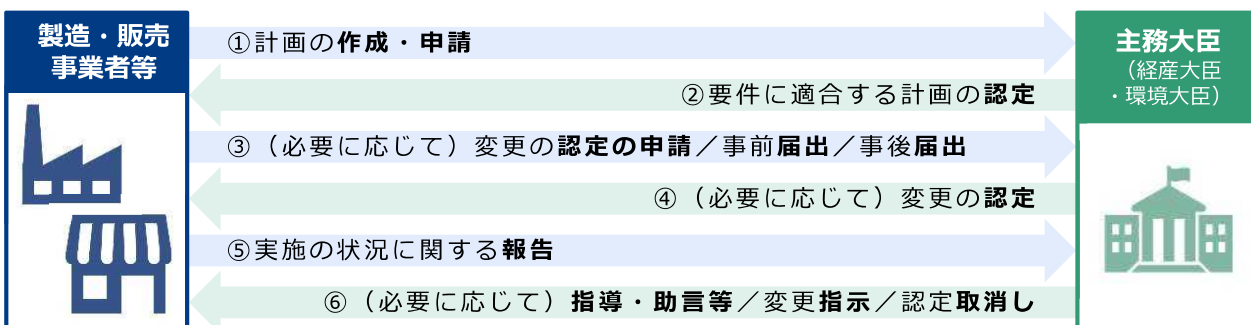 製造・販売
事業者等
①計画の作成・申請
主務大臣
（経産大臣
・環境大臣）
②要件に適合する計画の認定
③（必要に応じて）変更の認定の申請／事前届出／事後届出
④（必要に応じて）変更の認定
⑤実施の状況に関する報告
⑥（必要に応じて）指導・助言等／変更指示／認定取消し